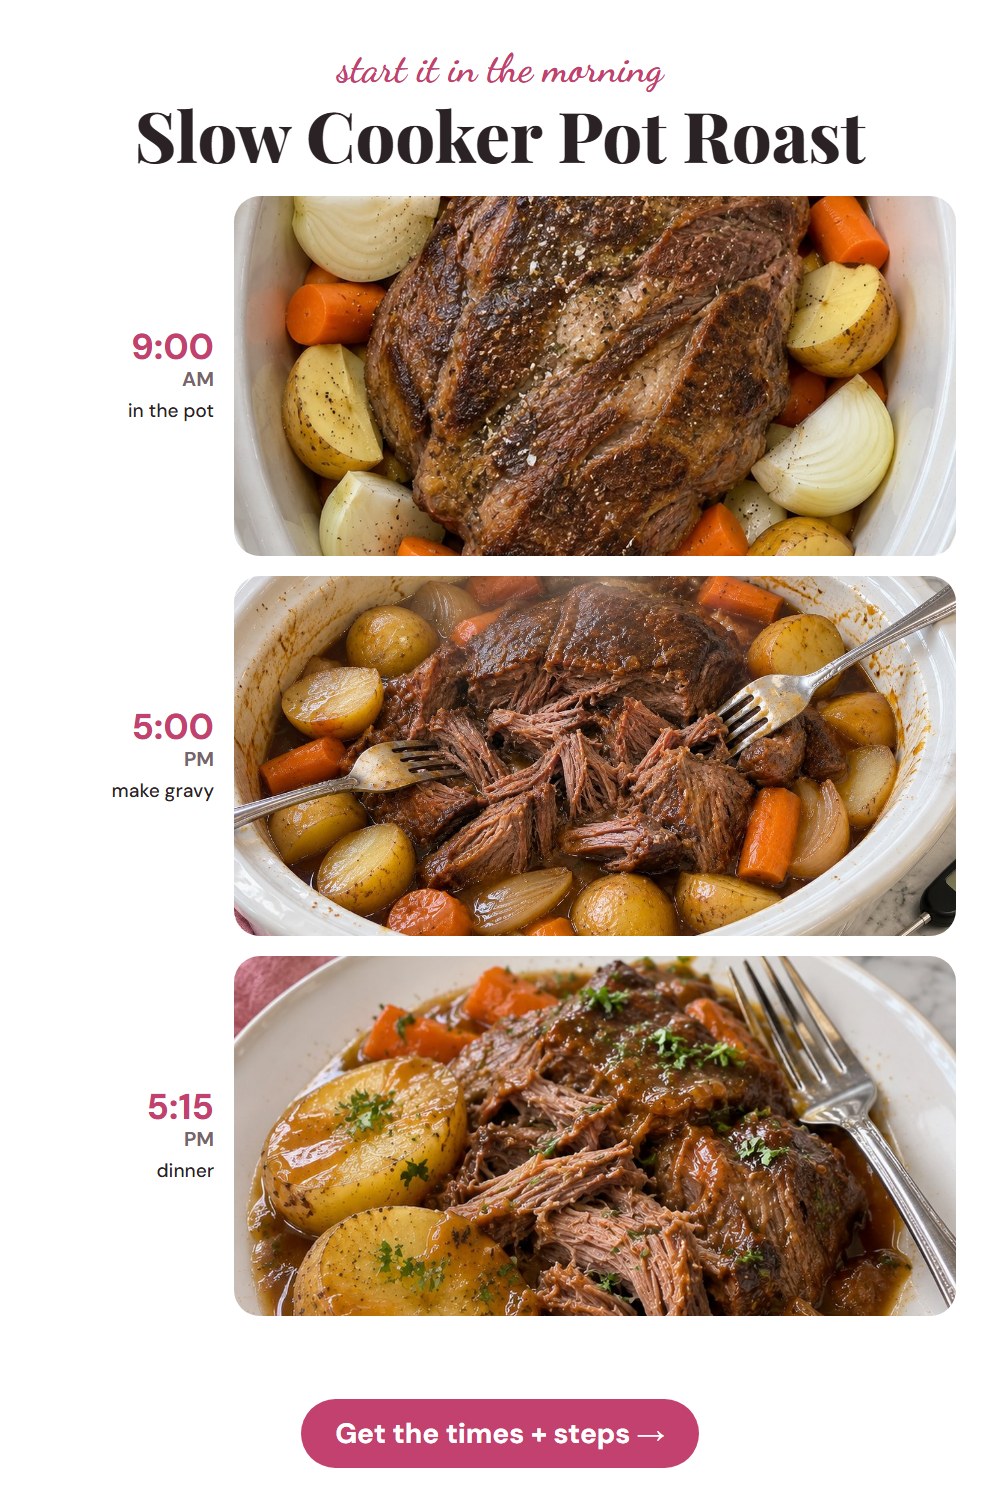 start it in the morning
Slow Cooker Pot Roast
9:00
AM
in the pot
5:00
PM
make gravy
5:15
PM
dinner
Get the times + steps →